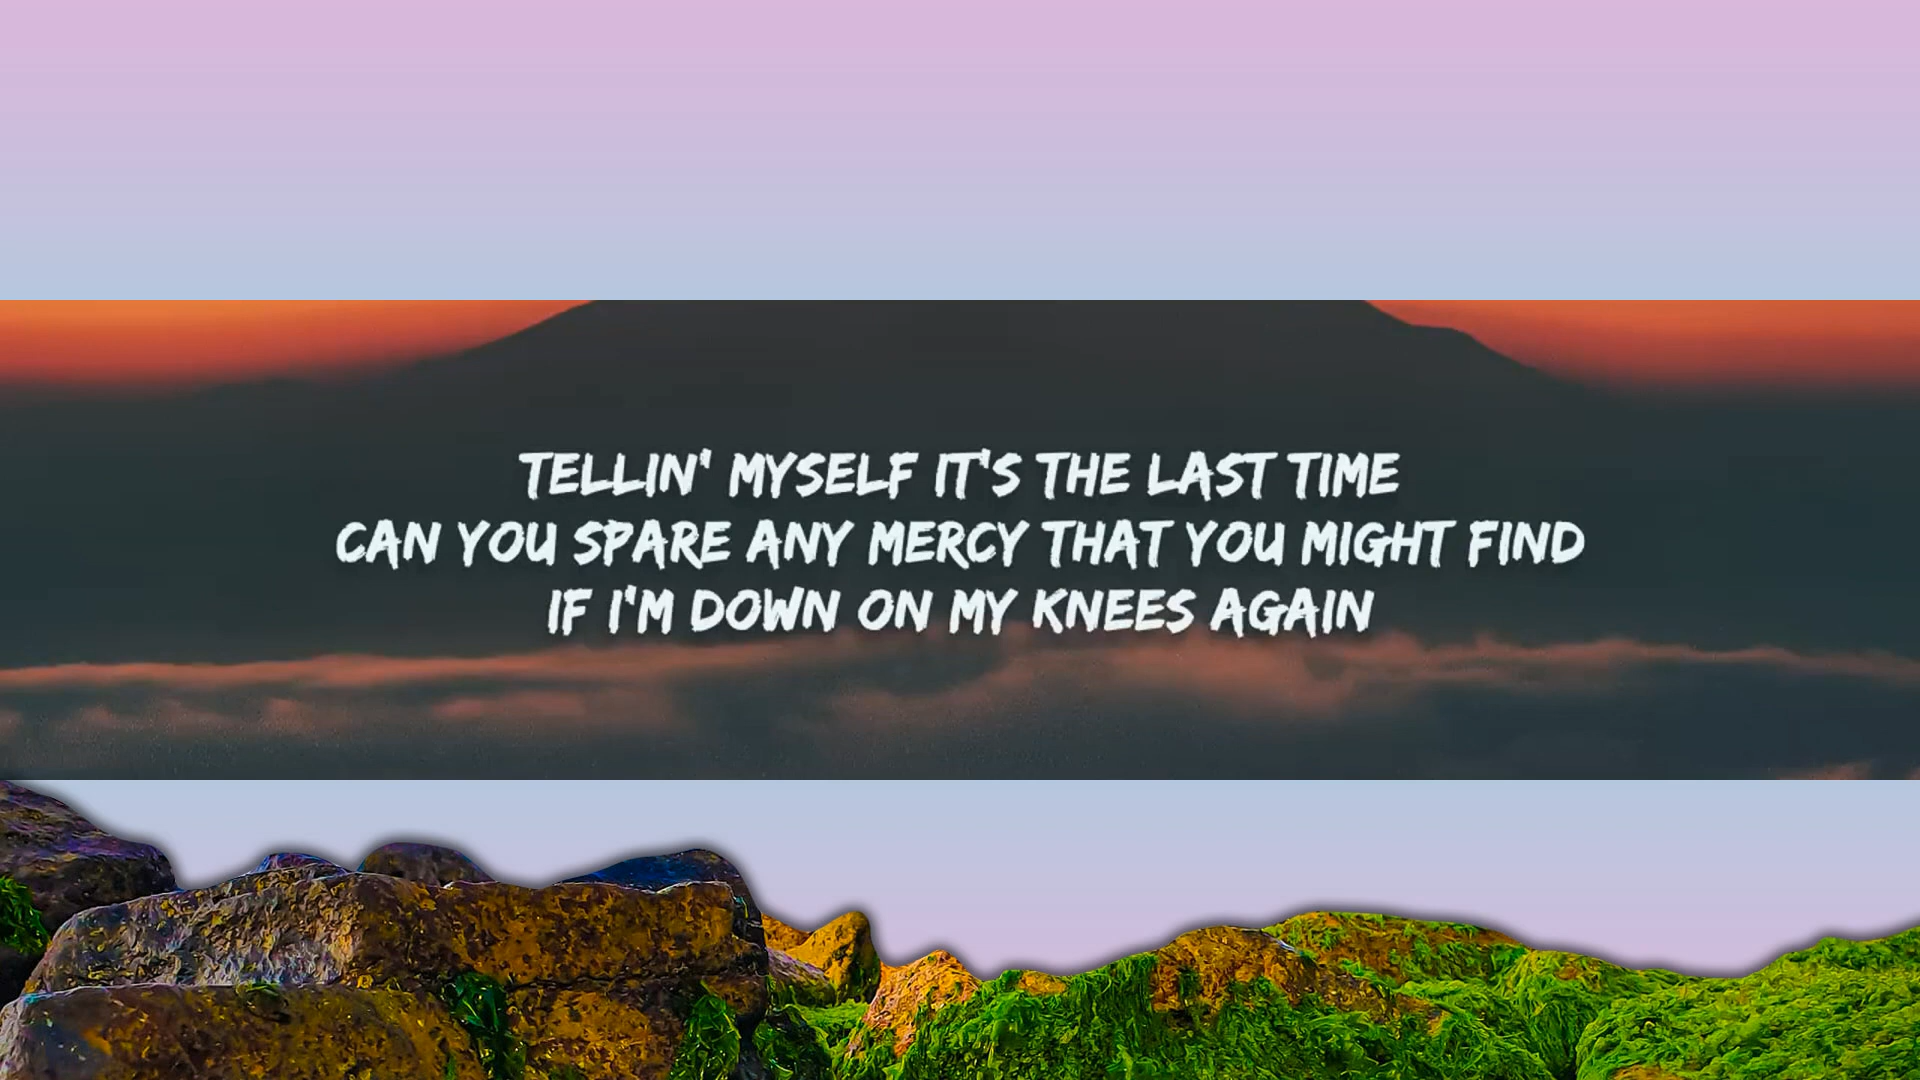 TELLIN' MYSELF IT'S THE LAST TIME
CAN YOU SPARE ANY MERCY THAT YOU MIGHT FIND
IF I'M DOWN ON MY KNEES AGAIN